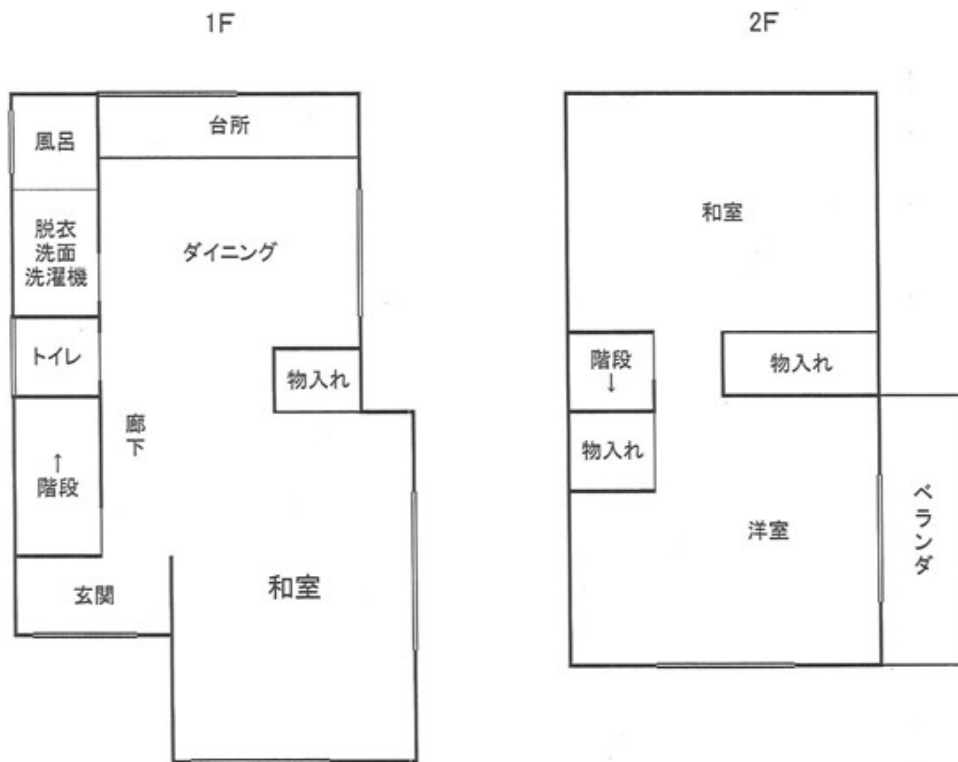 1F
2F
風呂
台所
脱衣
洗面
洗濯機
ダイニング
トイレ
物入れ
廊下
↑
階段
玄関
和室
和室
階段
↓
物入れ
物入れ
洋室
ベランダ